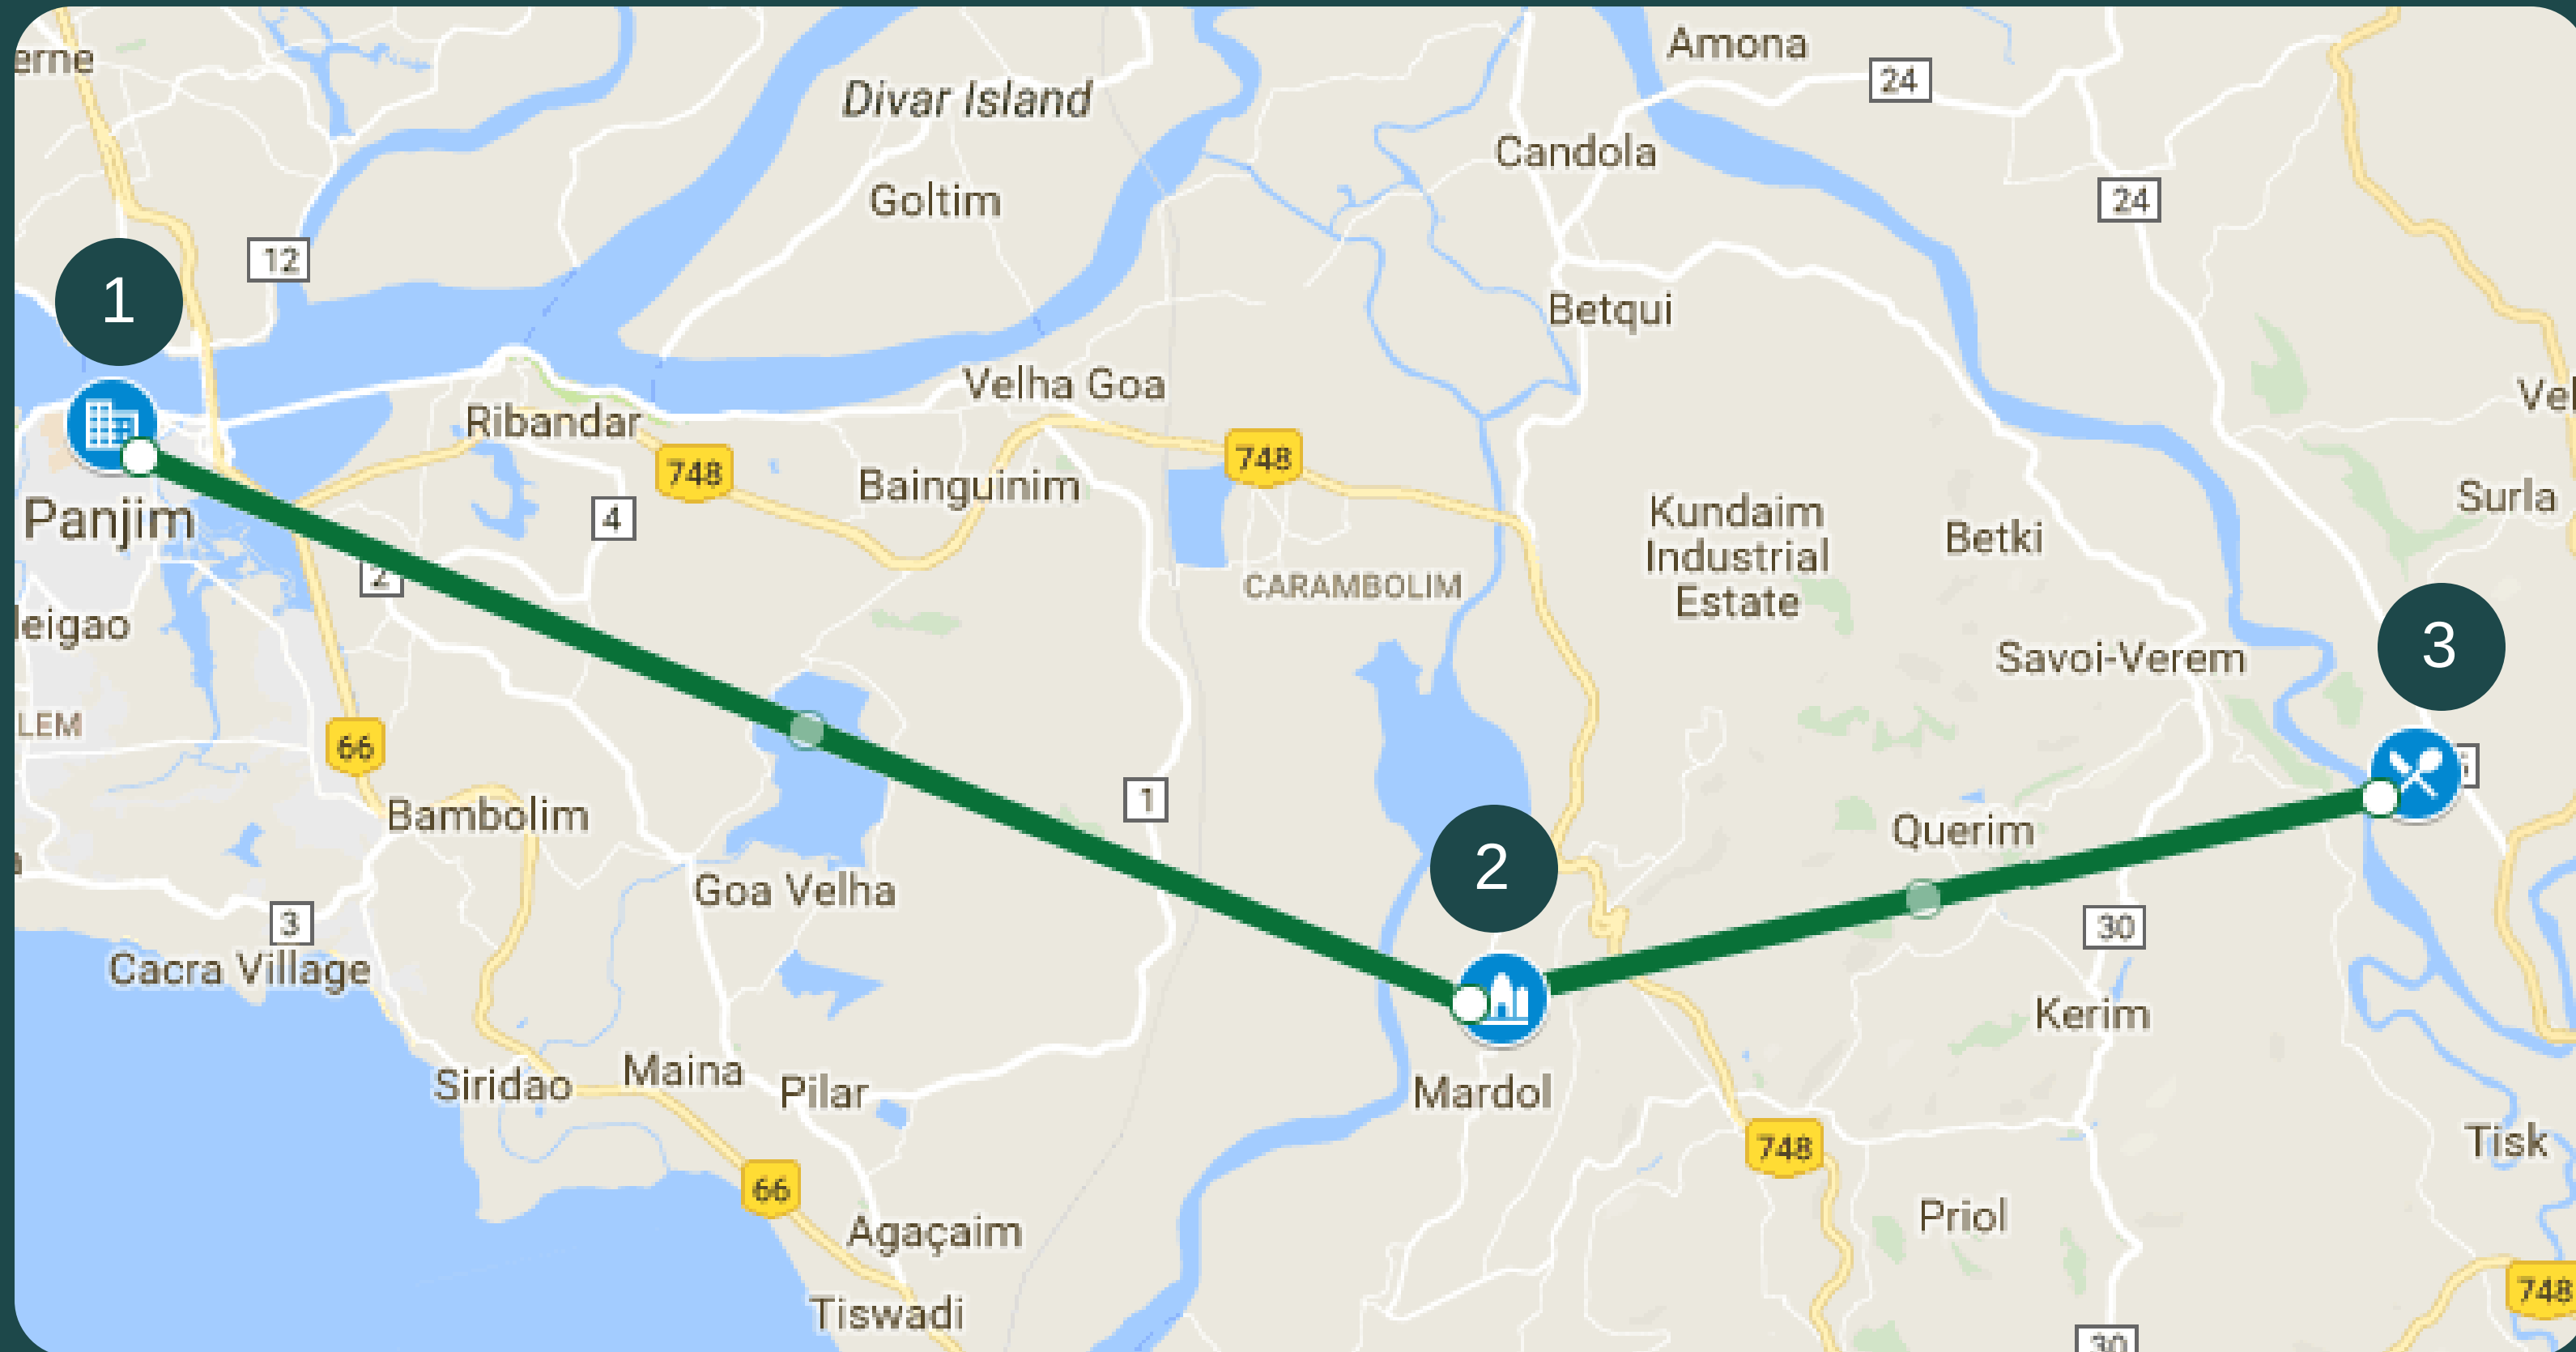 erne
Amona
24
Divar Island
Candola
24
Goltim
12
1
Betqui
Velha Goa
Ribandar
748
748
Bainguinim
Panjim
4
2
Kundaim
Industrial
Estate
Betki
Surla
CARAMBOLIM
leigao
Savoi-Verem
3
LEM
66
1
Bambolim
Querim
2
Goa Velha
3
30
Cacra Village
Kerim
Siridao
Maina
Pilar
Mardol
748
Tisk
66
Priol
Agaçaim
748
Tiswadi
30